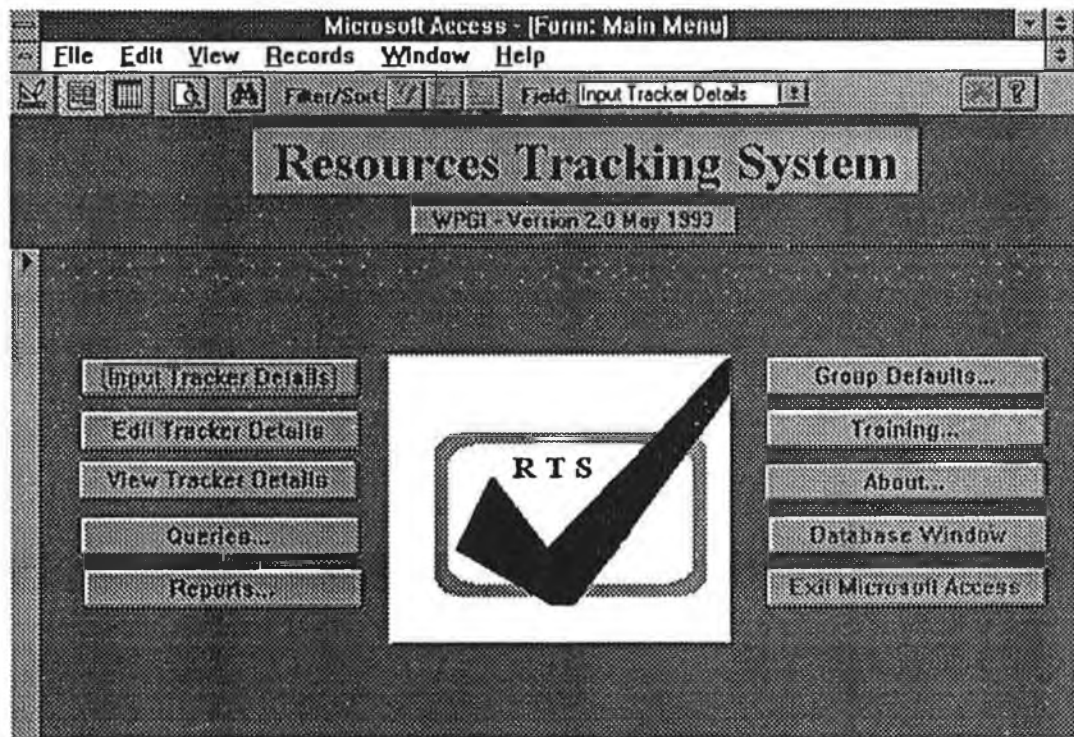 Microsoft Access - [Form: Main Menu]
File Edit View Records Window Help
Filter/Sort: Field: Input Tracker Details
Resources Tracking System
WPGI - Version 2.0 May 1993
Input Tracker Details
Edit Tracker Details
View Tracker Details
Queries...
Reports...
RTS
Group Defaults...
Training...
About...
Database Window
Exit Microsoft Access